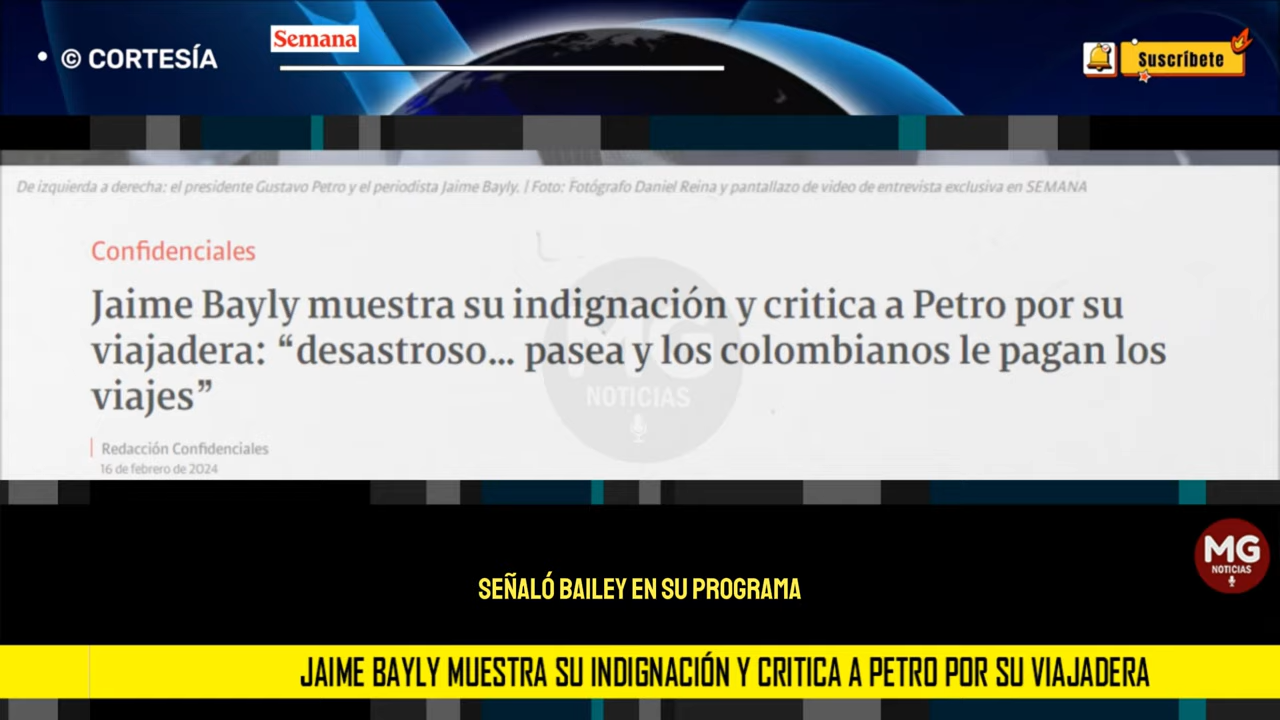 • © CORTESÍA
Semana
Suscríbete
De izquierda a derecha: el presidente Gustavo Petro y el periodista Jaime Bayly. | Foto: Fotógrafo Daniel Reina y pantallazo de video de entrevista exclusiva en SEMANA
Confidenciales
Jaime Bayly muestra su indignación y critica a Petro por su
viajadera: “desastroso... pasea y los colombianos le pagan los
viajes”
MG
NOTICIAS
Redacción Confidenciales
16 de febrero de 2024
MG
NOTICIAS
SEÑALÓ BAILEY EN SU PROGRAMA
JAIME BAYLY MUESTRA SU INDIGNACIÓN Y CRITICA A PETRO POR SU VIAJADERA